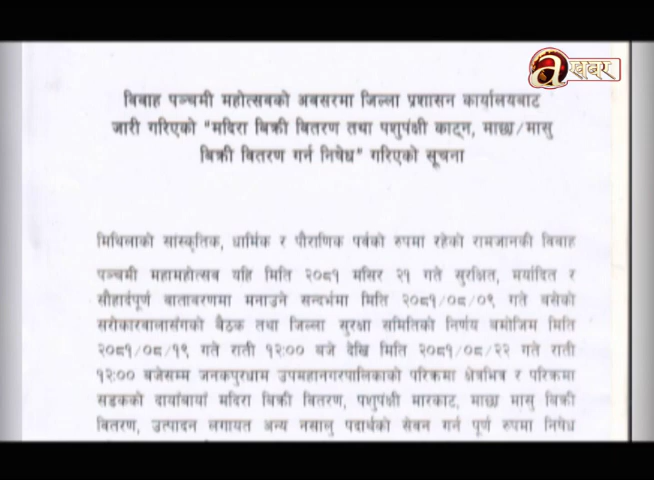 a खबर
विवाह पञ्चमी महोत्सवको अवसरमा जिल्ला प्रशासन कार्यालयबाट
जारी गरिएको "मदिरा बिक्री बितरण तथा पशुपंक्षी काट्न, माछा/मासु
बिक्री बितरण गर्न निषेध" गरिएको सूचना
मिथिलाको सांस्कृतिक, धार्मिक र पौराणिक पर्वको रुपमा रहेको रामजानकी विवाह
पञ्चमी महामहोत्सव यहि मिति २०८१ मंसिर २१ गते सुरक्षित, मर्यादित र
सौहार्दपूर्ण वातावरणमा मनाउने सन्दर्भमा मिति २०८१/०८/०९ गते बसेको
सरोकारवालासंगको बैठक तथा जिल्ला सुरक्षा समितिको निर्णय बमोजिम मिति
२०८१/०८/१९ गते राती १२:०० बजे देखि मिति २०८१/०८/२२ गते राती
१२:०० बजेसम्म जनकपुरधाम उपमहानगरपालिकाको परिक्रमा क्षेत्रभित्र र परिक्रमा
सडकको दायाँबायाँ मदिरा बिक्री बितरण, पशुपंक्षी मारकाट, माछा मासु बिक्री
बितरण, उत्पादन लगायत अन्य नसालु पदार्थको सेवन गर्न पूर्ण रुपमा निषेध